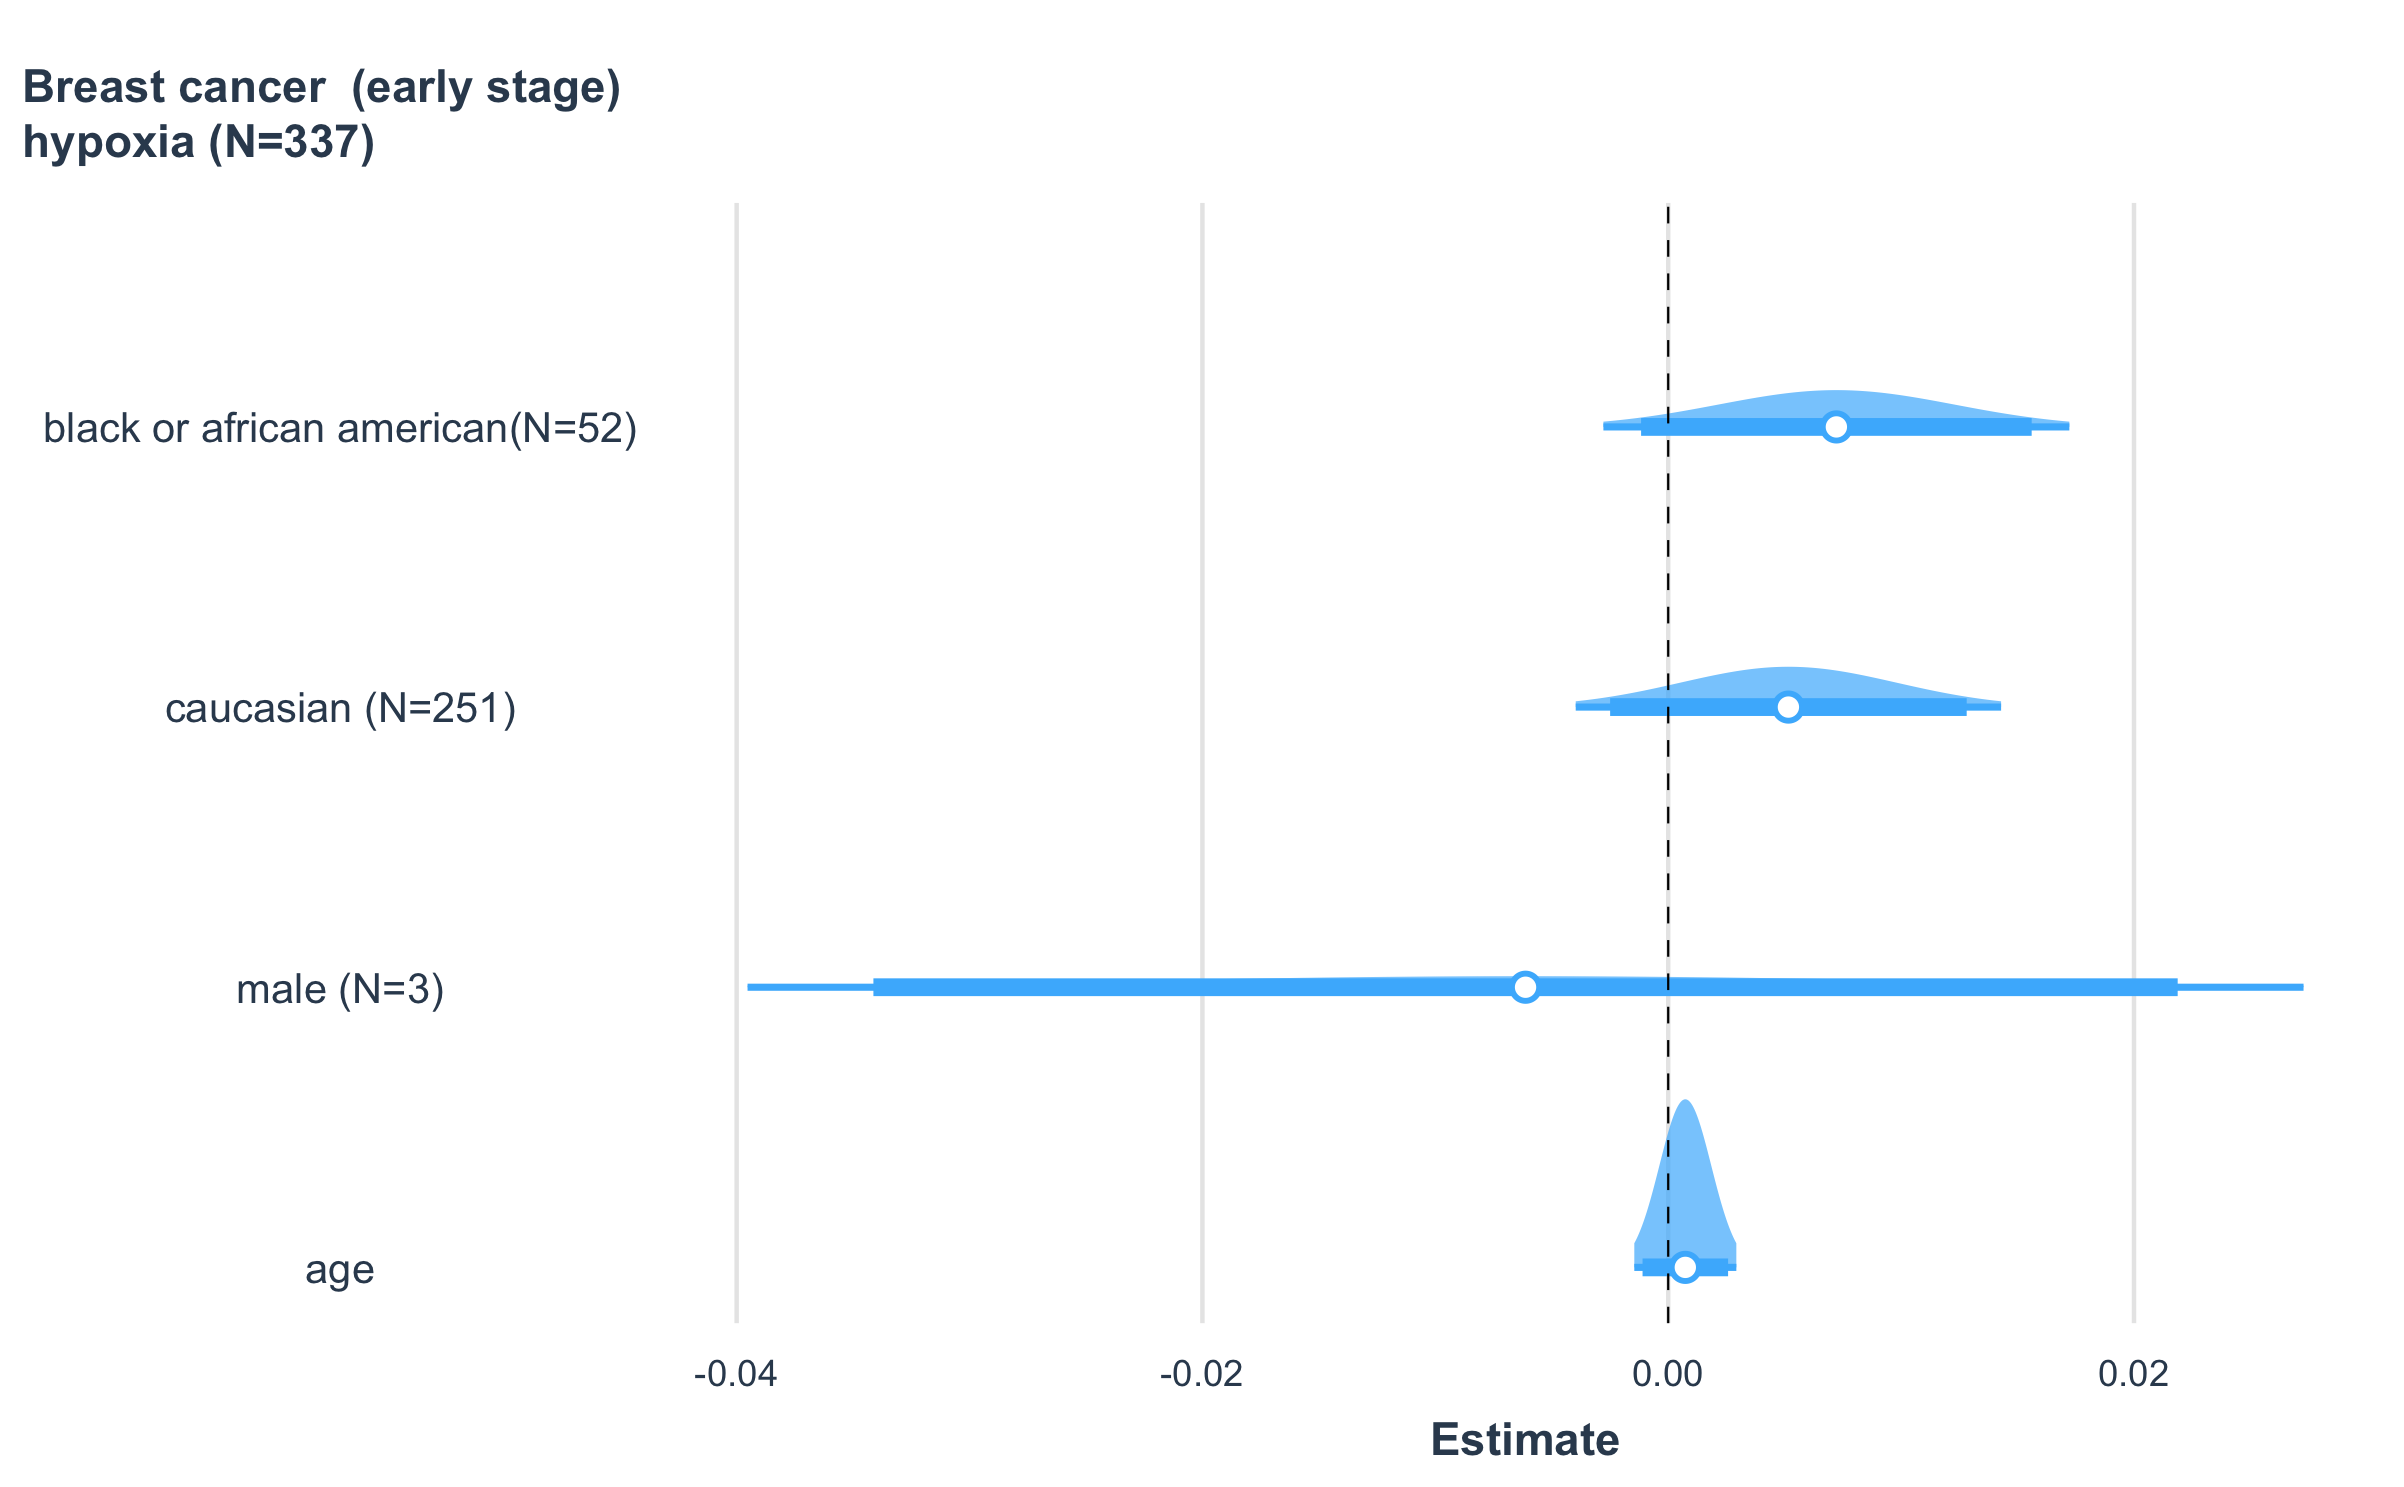 Breast cancer  (early stage)
hypoxia (N=337)
black or african american(N=52)
caucasian (N=251)
male (N=3)
age
-0.04
-0.02
0.00
0.02
Estimate